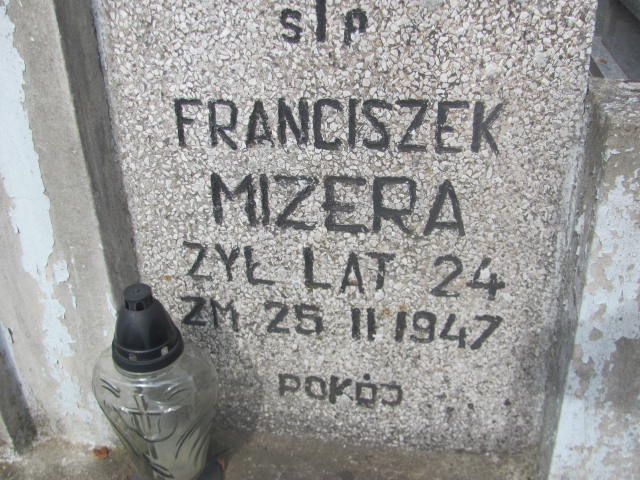 ś†P
FRANCISZEK
MIZERA
ŻYŁ LAT 24
ZM 25 II 1947
POKÓJ